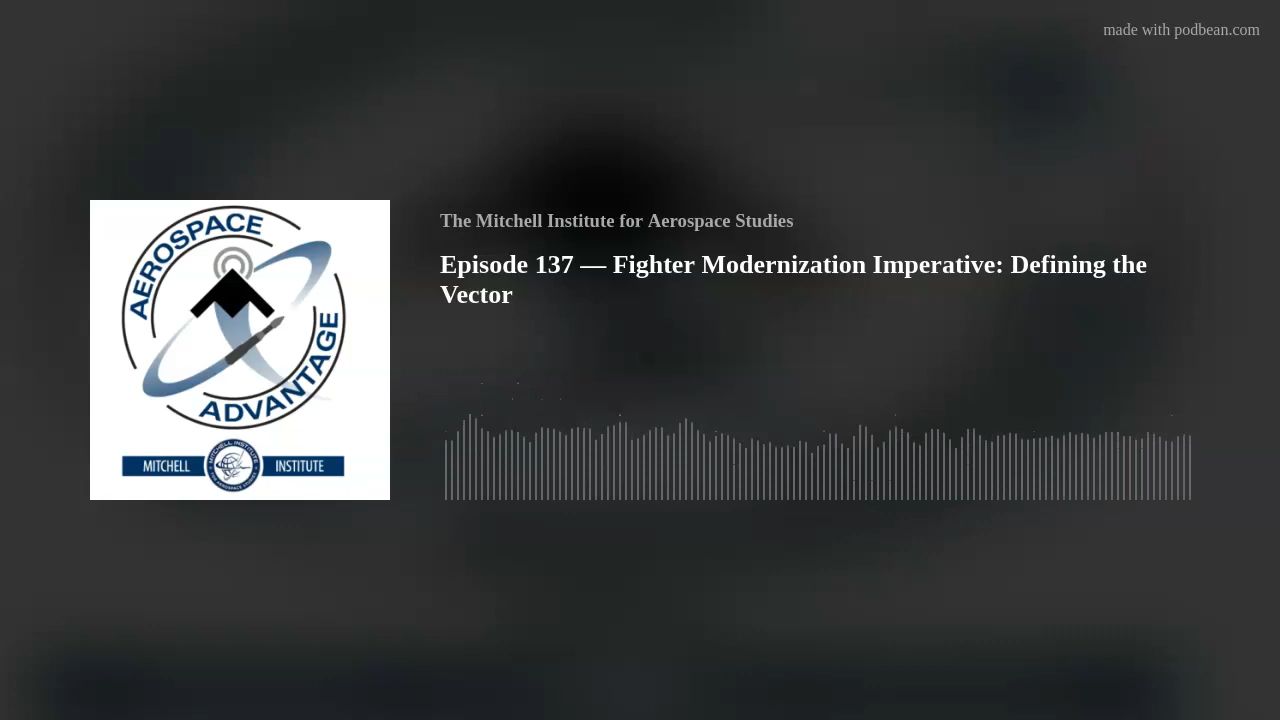 made with podbean.com
AEROSPACE
ADVANTAGE
MITCHELL INSTITUTE
The Mitchell Institute for Aerospace Studies
Episode 137 — Fighter Modernization Imperative: Defining the
Vector